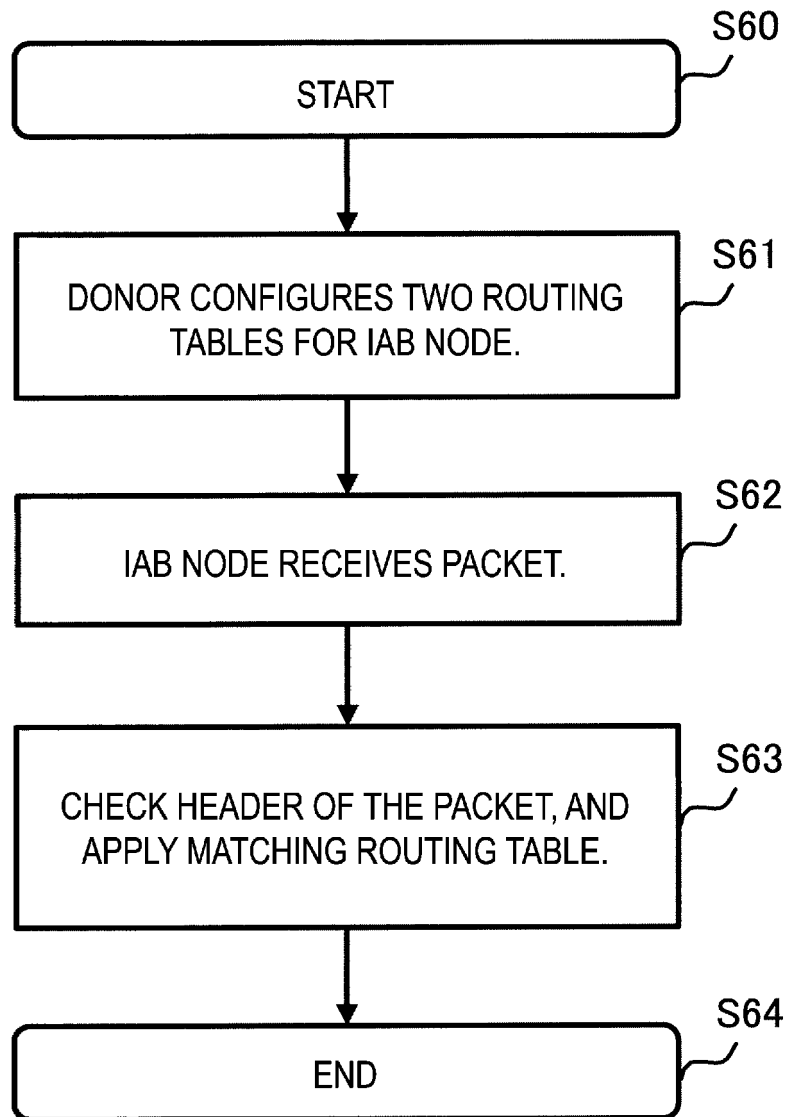 S60
START
S61
DONOR CONFIGURES TWO ROUTING
TABLES FOR IAB NODE.
S62
IAB NODE RECEIVES PACKET.
S63
CHECK HEADER OF THE PACKET, AND
APPLY MATCHING ROUTING TABLE.
S64
END